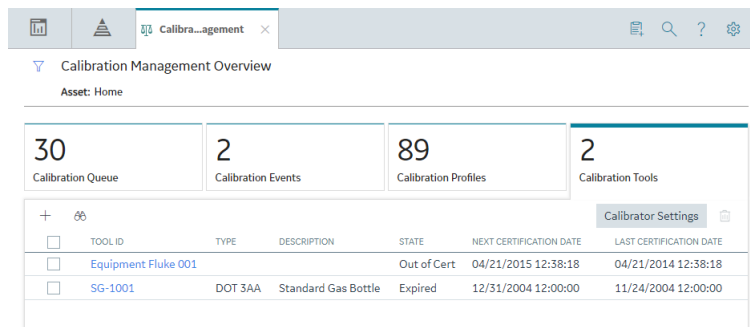 Calibra...agement
Calibration Management Overview
Asset: Home
30
Calibration Queue
2
Calibration Events
89
Calibration Profiles
2
Calibration Tools
Calibrator Settings
TOOL ID TYPE DESCRIPTION STATE NEXT CERTIFICATION DATE LAST CERTIFICATION DATE
Equipment Fluke 001 Out of Cert 04/21/2015 12:38:18 04/21/2014 12:38:18
SG-1001 DOT 3AA Standard Gas Bottle Expired 12/31/2004 12:00:00 11/24/2004 12:00:00